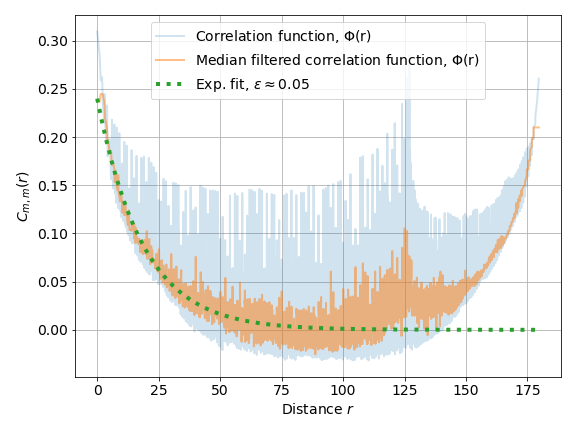 Correlation function, Φ(r)
Median filtered correlation function, Φ(r)
Exp. fit, ε ≈ 0.05
C_{m,m}(r)
0.30
0.25
0.20
0.15
0.10
0.05
0.00
0 25 50 75 100 125 150 175
Distance r